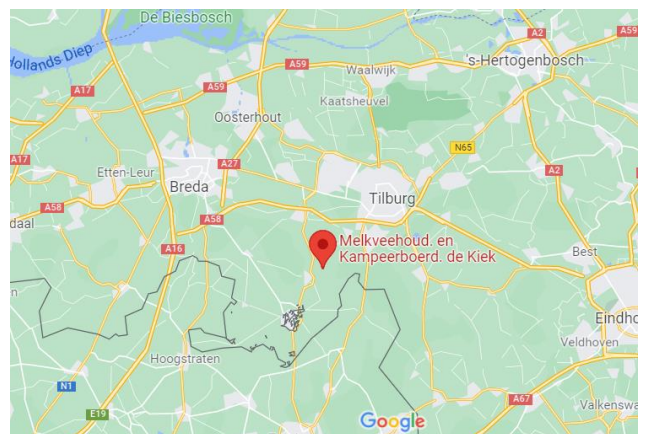 De Biesbosch
A2
A59
Hollands Diep
A59
's-Hertogenbosch
Waalwijk
A17
A59
Kaatsheuvel
Oosterhout
N65
A17
A27
A2
Etten-Leur
Breda
Tilburg
A58
A58
daal
Melkveehoud. en
Kampeerboerd. de Kiek
A16
Best
n
Eindho
Veldhoven
Hoogstraten
N1
A67
Valkenswa
E19
Google